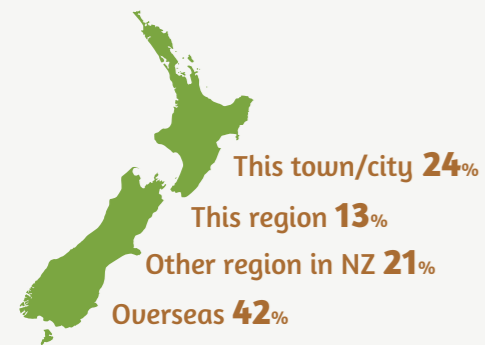 This town/city 24%
This region 13%
Other region in NZ 21%
Overseas 42%